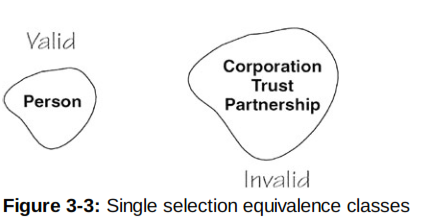 Valid
Person
Corporation
Trust
Partnership
Invalid
Figure 3-3: Single selection equivalence classes